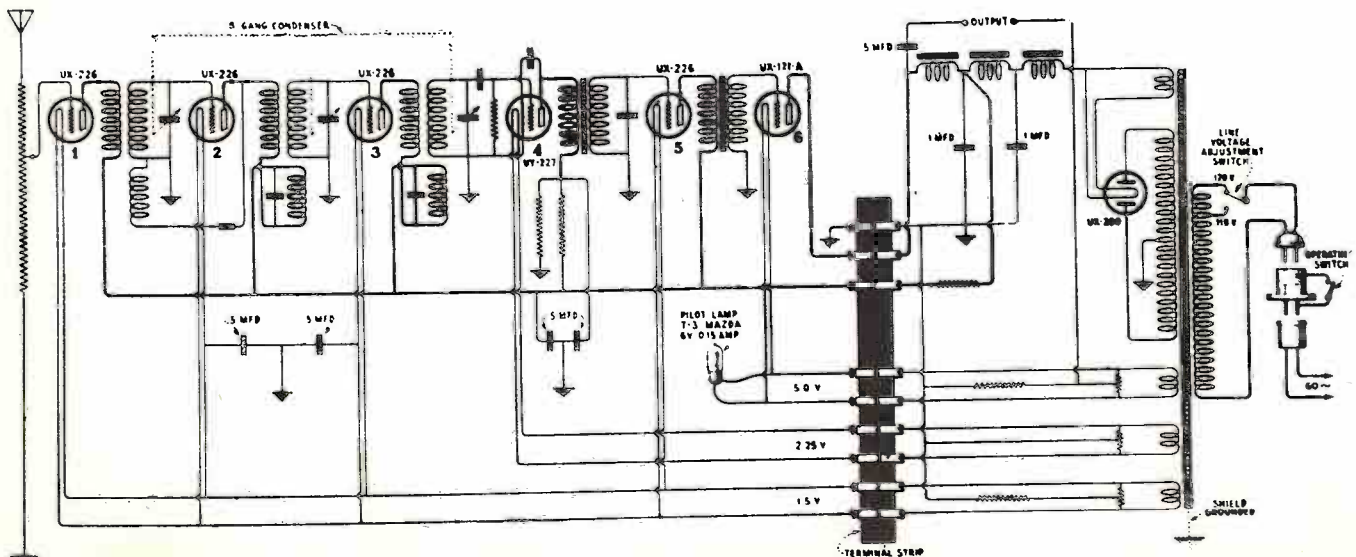 3 GANG CONDENSER
OUTPUT
5 MFD
UX-226
UX-226
UX-226
UX-226
UX-171-A
1
2
3
4
5
6
UY-227
1 MFD
1 MFD
LINE
VOLTAGE
ADJUSTMENT
SWITCH
120 V
110 V
UX-280
OPERATING
SWITCH
.5 MFD
.5 MFD
.5 MFD
PILOT LAMP
T-3 MAZDA
6V 0.15 AMP
5.0 V
60 ~
2.25 V
1.5 V
SHIELD
GROUNDED
TERMINAL STRIP